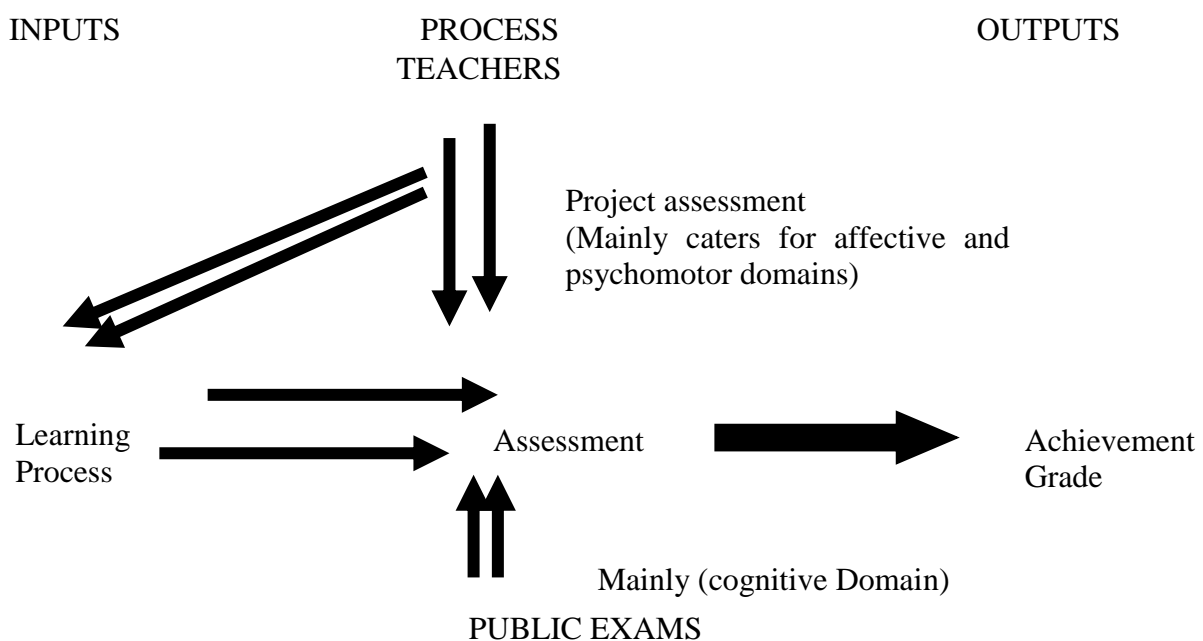 INPUTS PROCESS OUTPUTS
TEACHERS
Project assessment
(Mainly caters for affective and
psychomotor domains)
Learning
Process
Assessment
Achievement
Grade
Mainly (cognitive Domain)
PUBLIC EXAMS